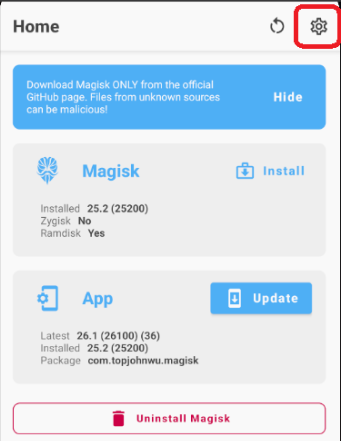 Home
Download Magisk ONLY from the official
GitHub page. Files from unknown sources
can be malicious!
Hide
Magisk
Install
Installed 25.2 (25200)
Zygisk No
Ramdisk Yes
App
Update
Latest 26.1 (26100) (36)
Installed 25.2 (25200)
Package com.topjohnwu.magisk
Uninstall Magisk